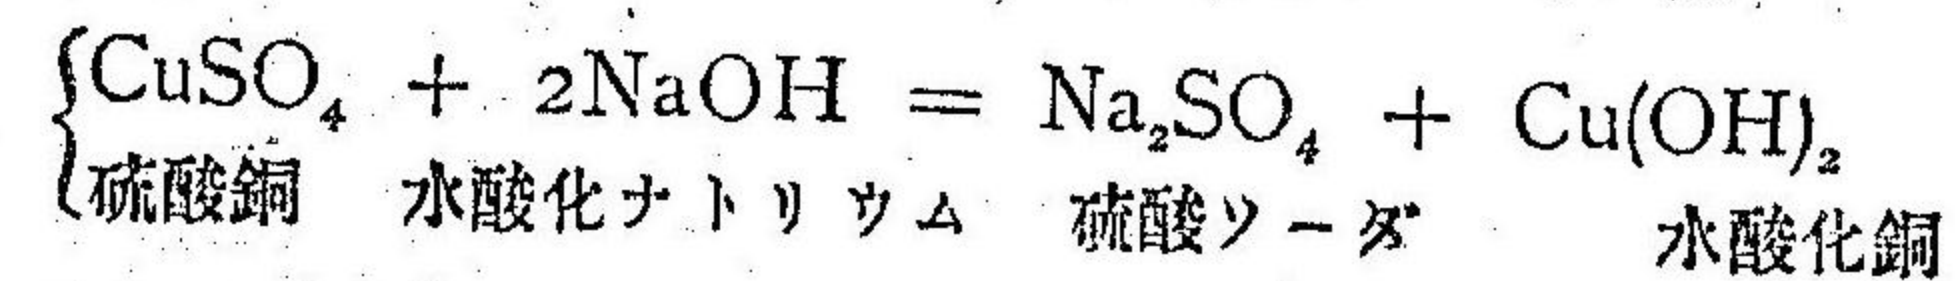 CuSO₄ + 2NaOH = Na₂SO₄ + Cu(OH)₂
硫酸銅 水酸化ナトリウム 硫酸ソーダ 水酸化銅